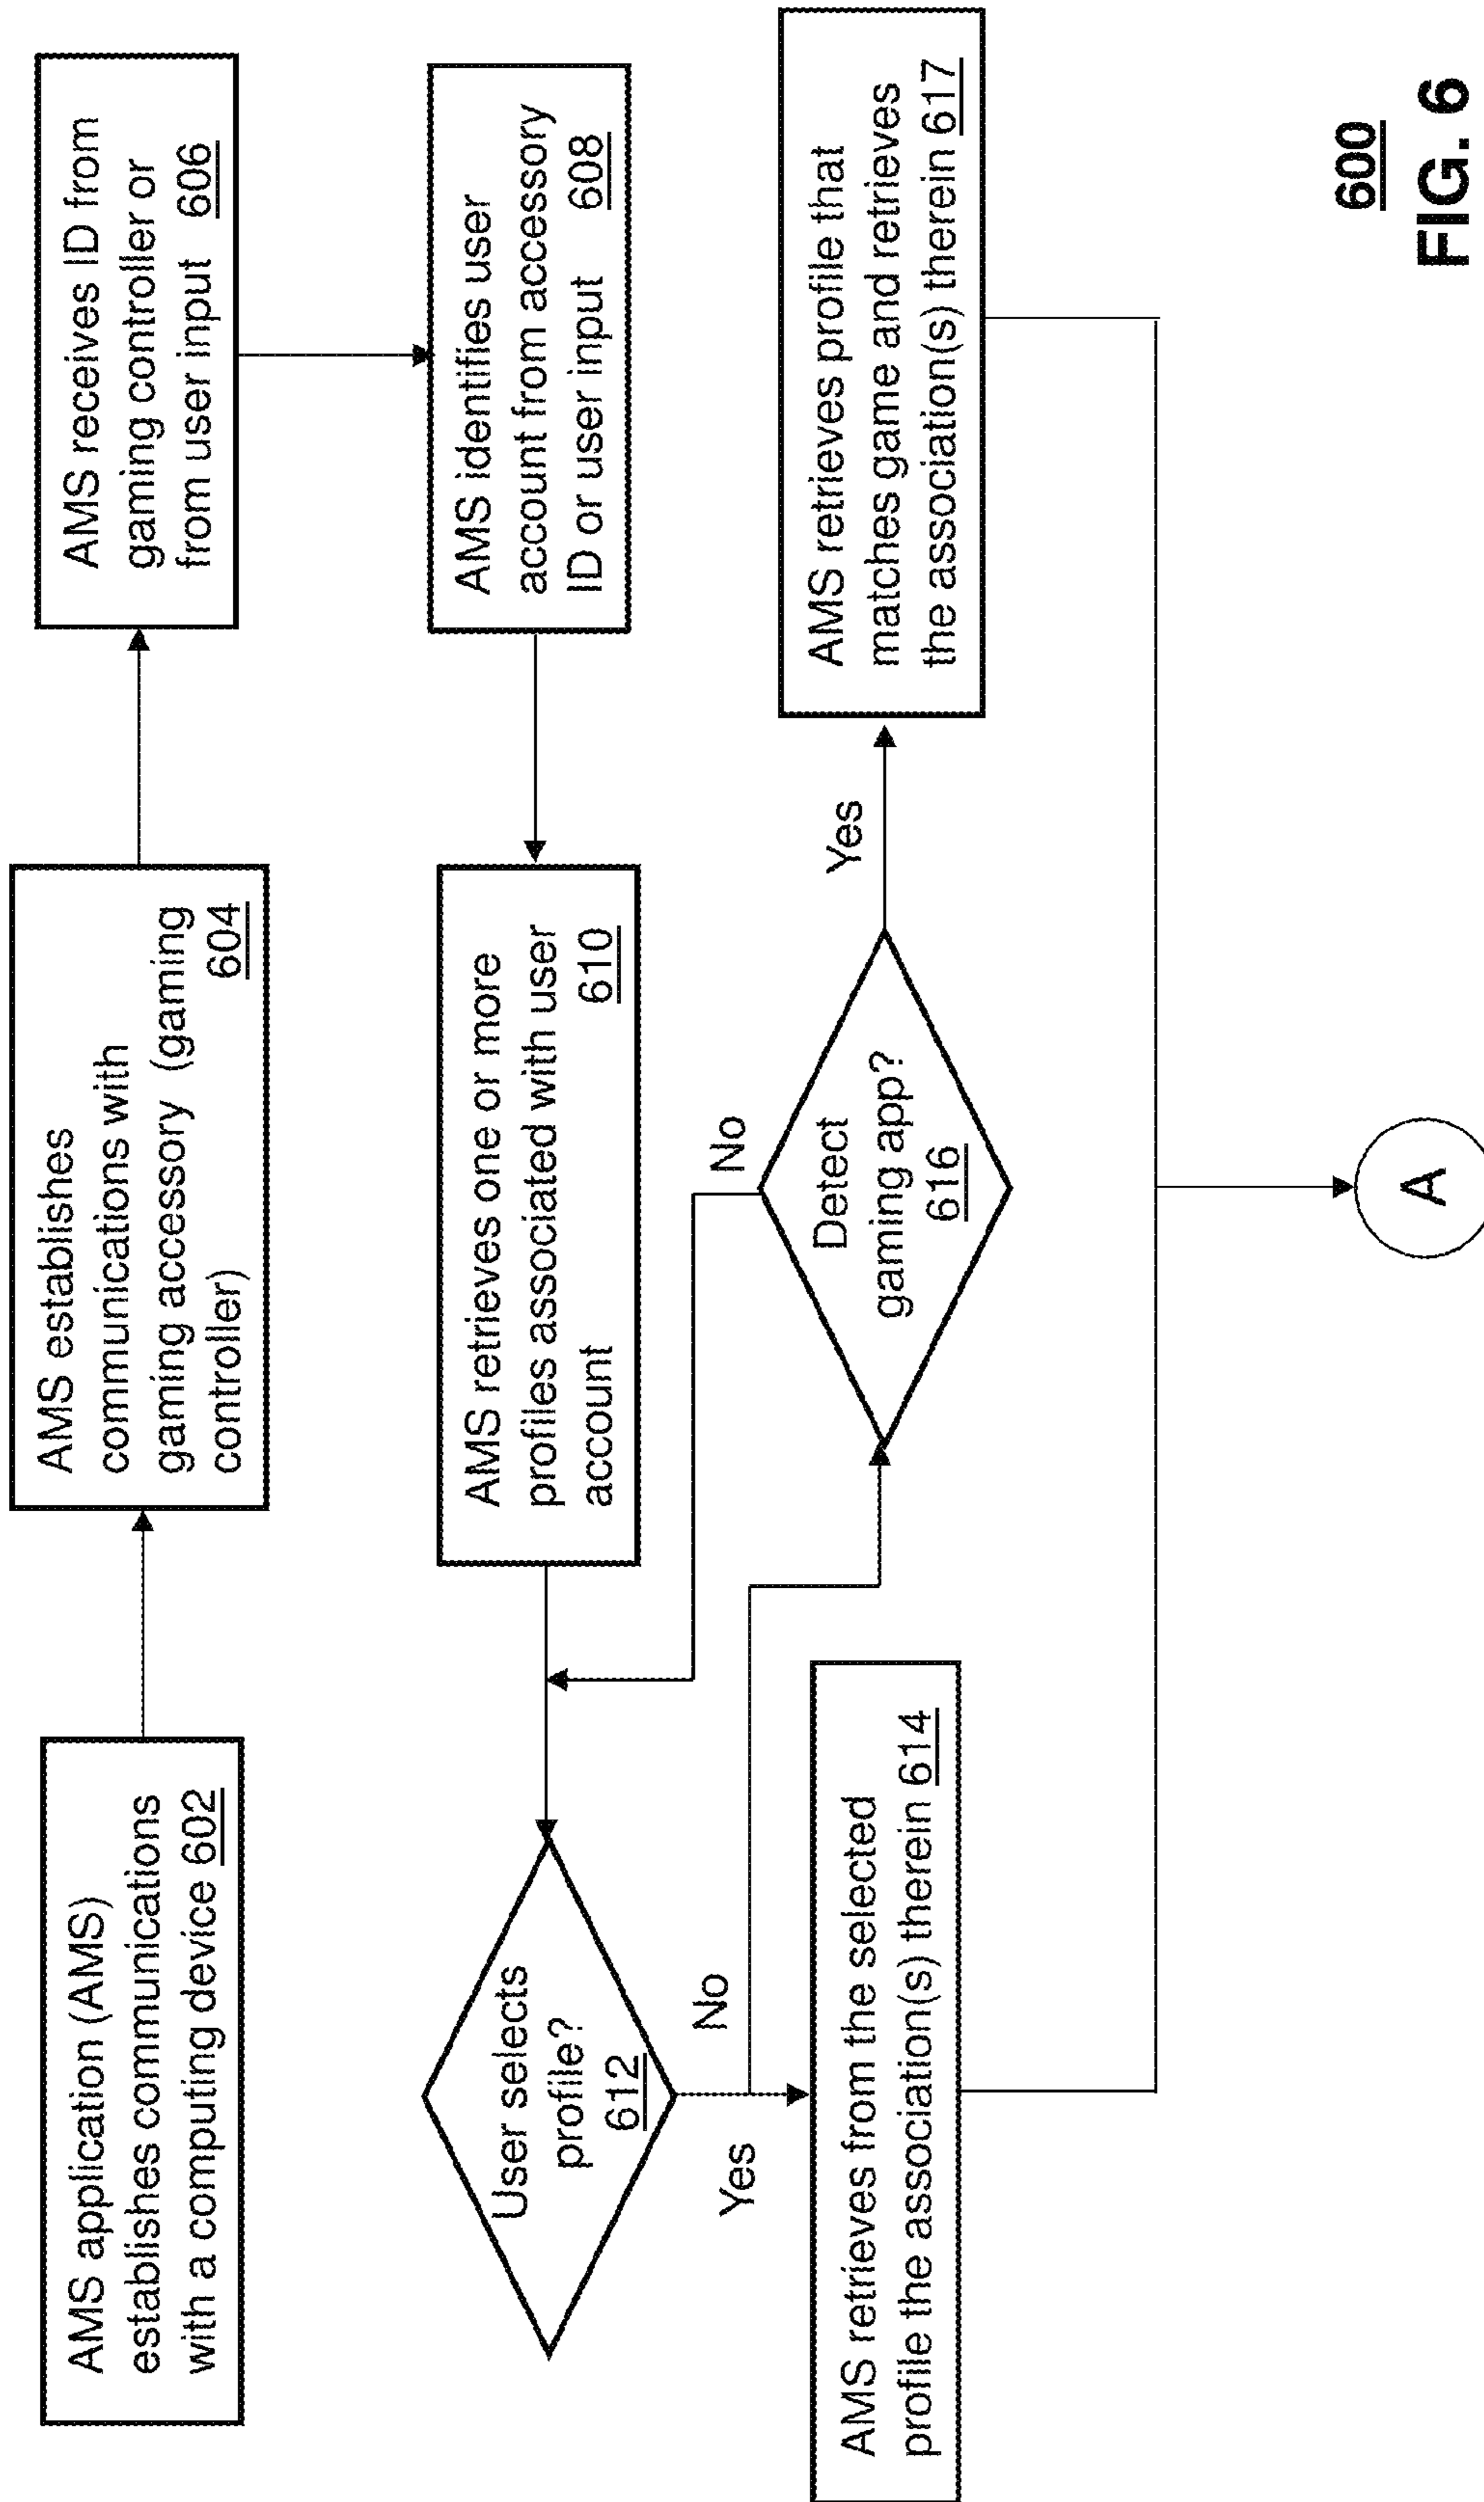 AMS application (AMS)
establishes communications
with a computing device 602
AMS establishes
communications with
gaming accessory (gaming
controller) 604
AMS receives ID from
gaming controller or
from user input 606
AMS identifies user
account from accessory
ID or user input 608
AMS retrieves one or more
profiles associated with user
account 610
User selects
profile?
612
No
Yes
AMS retrieves from the selected
profile the association(s) therein 614
Detect
gaming app?
616
No
Yes
AMS retrieves profile that
matches game and retrieves
the association(s) therein 617
A
600
FIG. 6